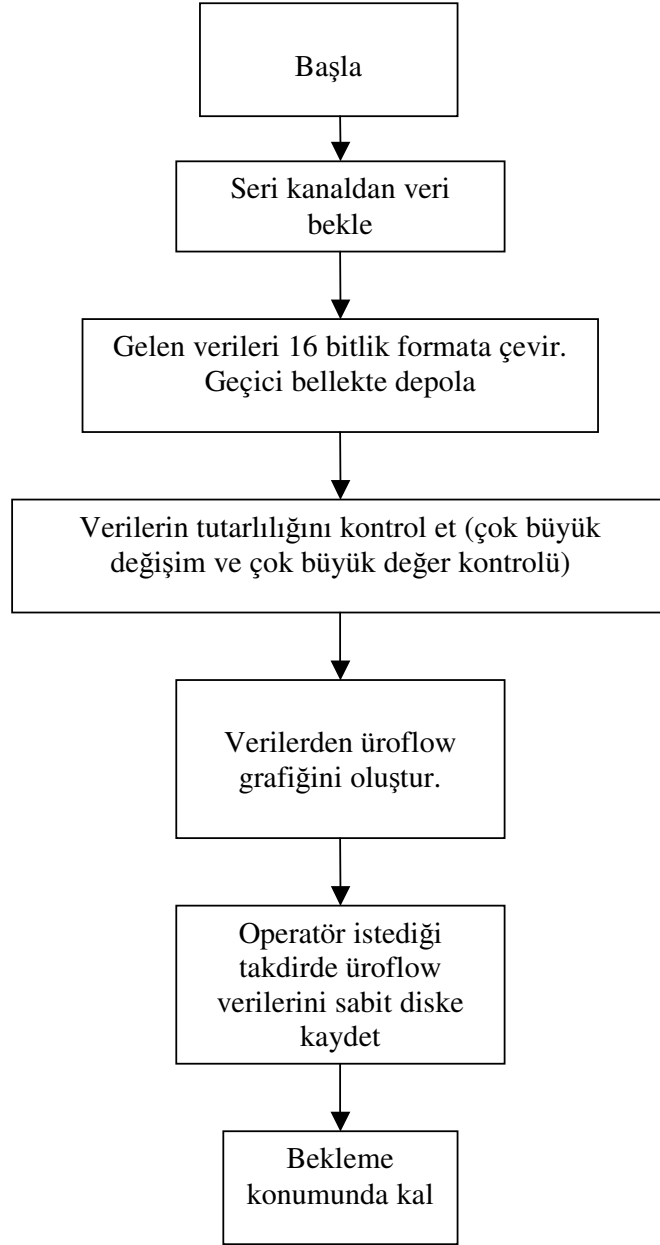 Başla
Seri kanaldan veri
bekle
Gelen verileri 16 bitlik formata çevir.
Geçici bellekte depola
Verilerin tutarlılığını kontrol et (çok büyük
değişim ve çok büyük değer kontrolü)
Verilerden üroflow
grafiğini oluştur.
Operatör istediği
takdirde üroflow
verilerini sabit diske
kaydet
Bekleme
konumunda kal